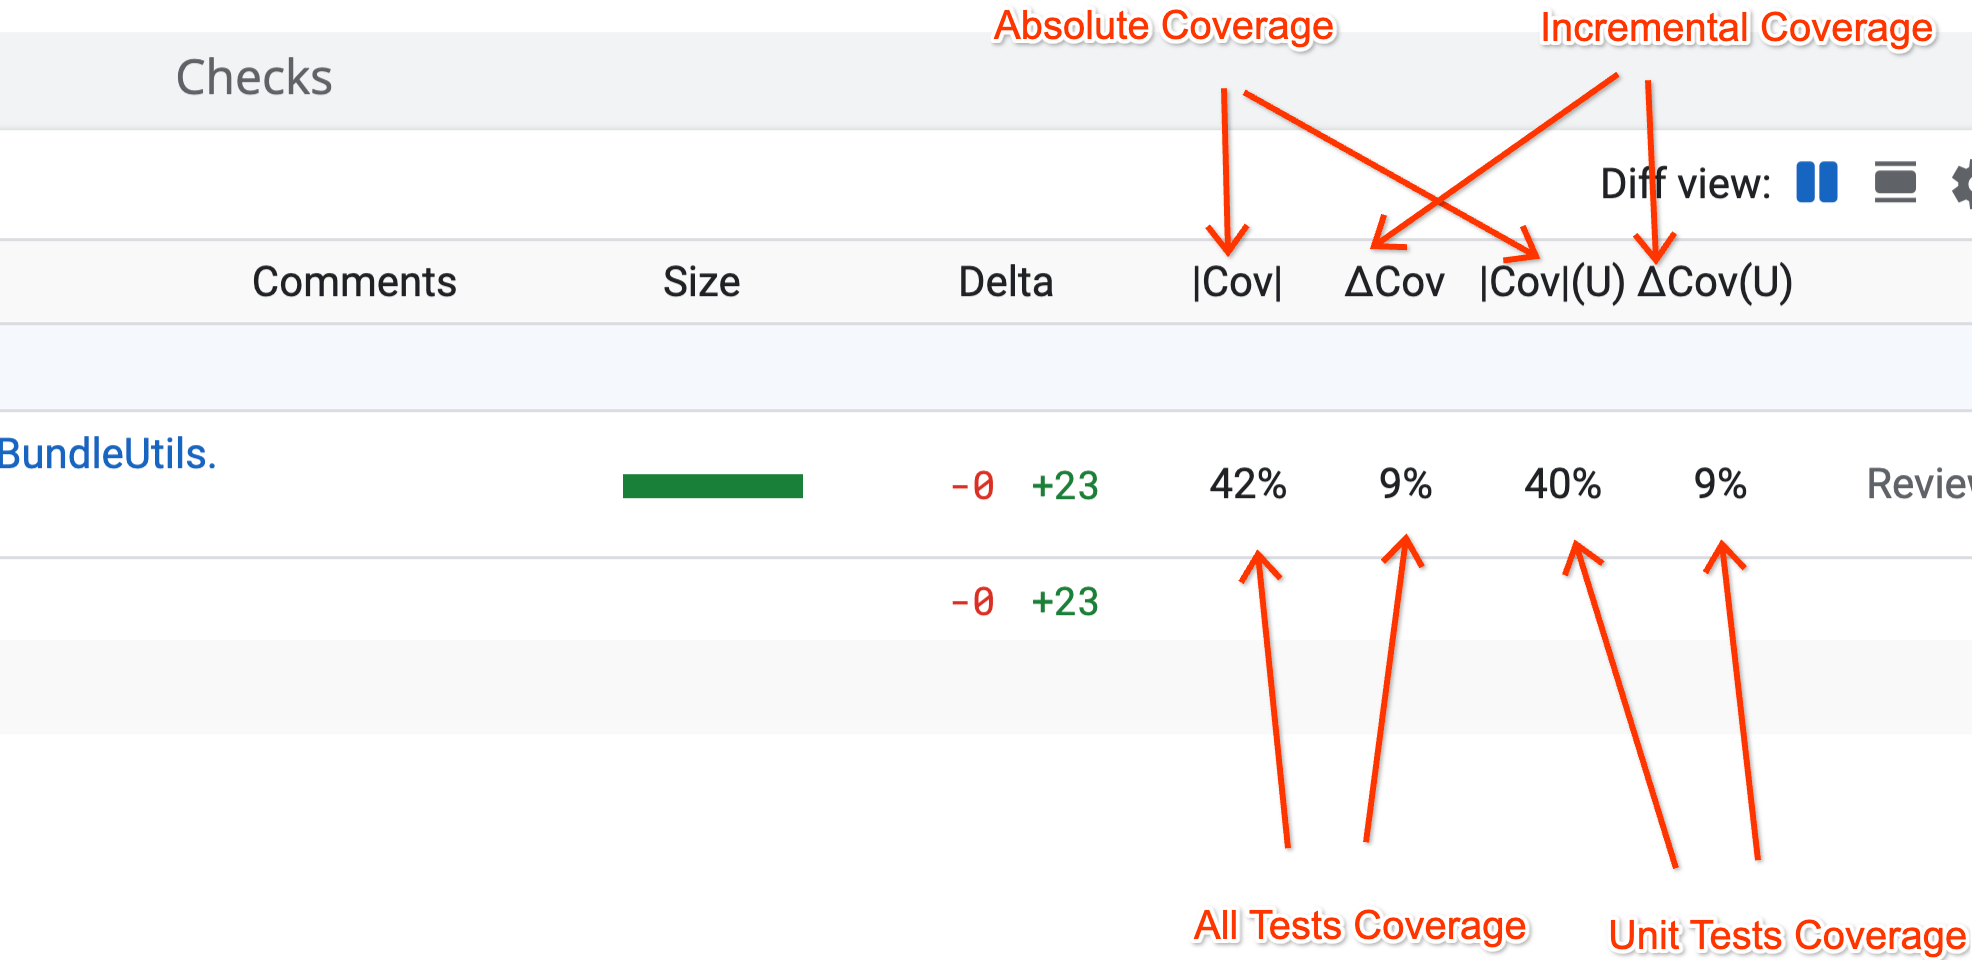 Absolute Coverage Incremental Coverage
Checks
Diff view:
Comments Size Delta |Cov| ΔCov |Cov|(U) ΔCov(U)
BundleUtils.
-0 +23 42% 9% 40% 9% Review
-0 +23
All Tests Coverage Unit Tests Coverage